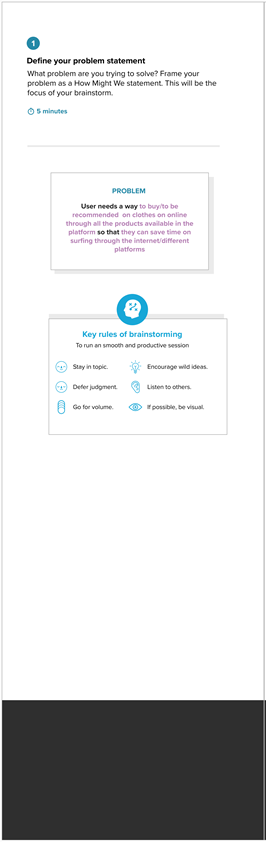 1
Define your problem statement
What problem are you trying to solve? Frame your
problem as a How Might We statement. This will be the
focus of your brainstorm.
5 minutes
PROBLEM
User needs a way to buy/to be
recommended on clothes on online
through all the products available in the
platform so that they can save time on
surfing through the internet/different
platforms
Key rules of brainstorming
To run an smooth and productive session
Stay in topic.
Encourage wild ideas.
Defer judgment.
Listen to others.
Go for volume.
If possible, be visual.